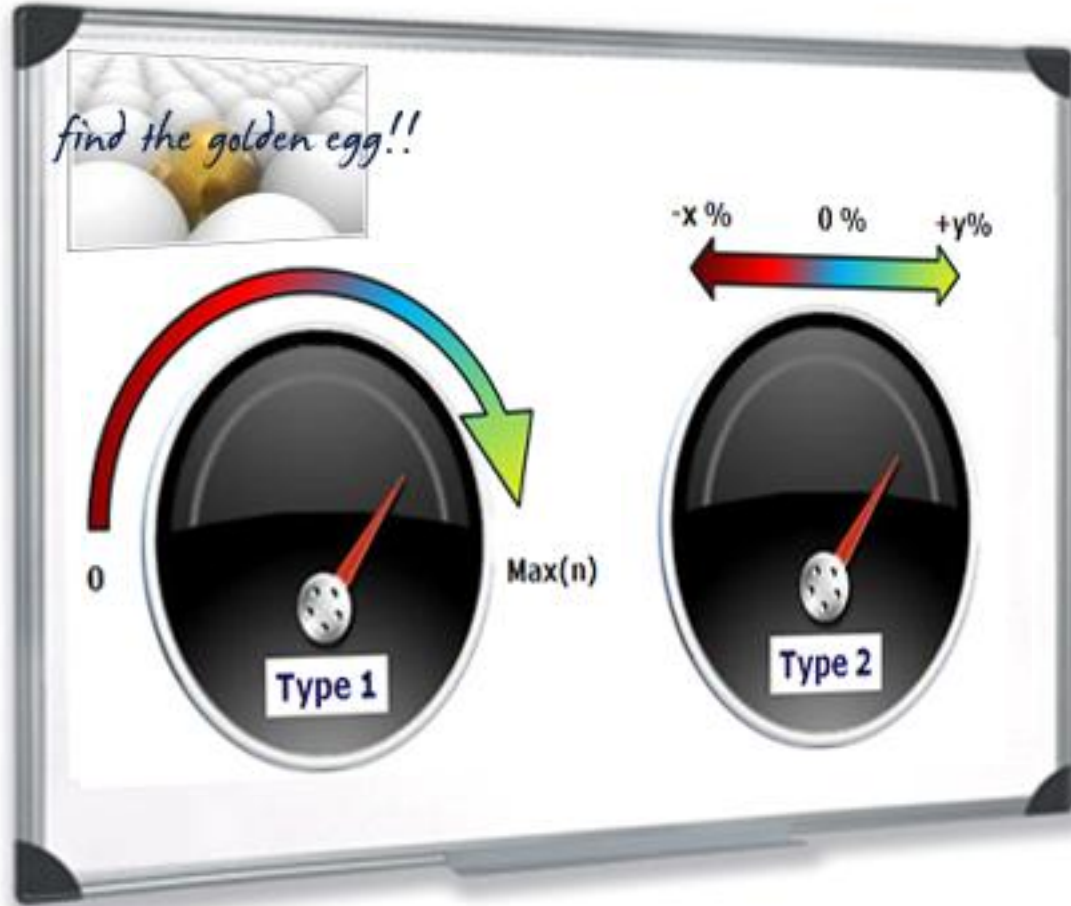 find the golden egg!!
-x % 0 % +y%
0
Max(n)
Type 1
Type 2